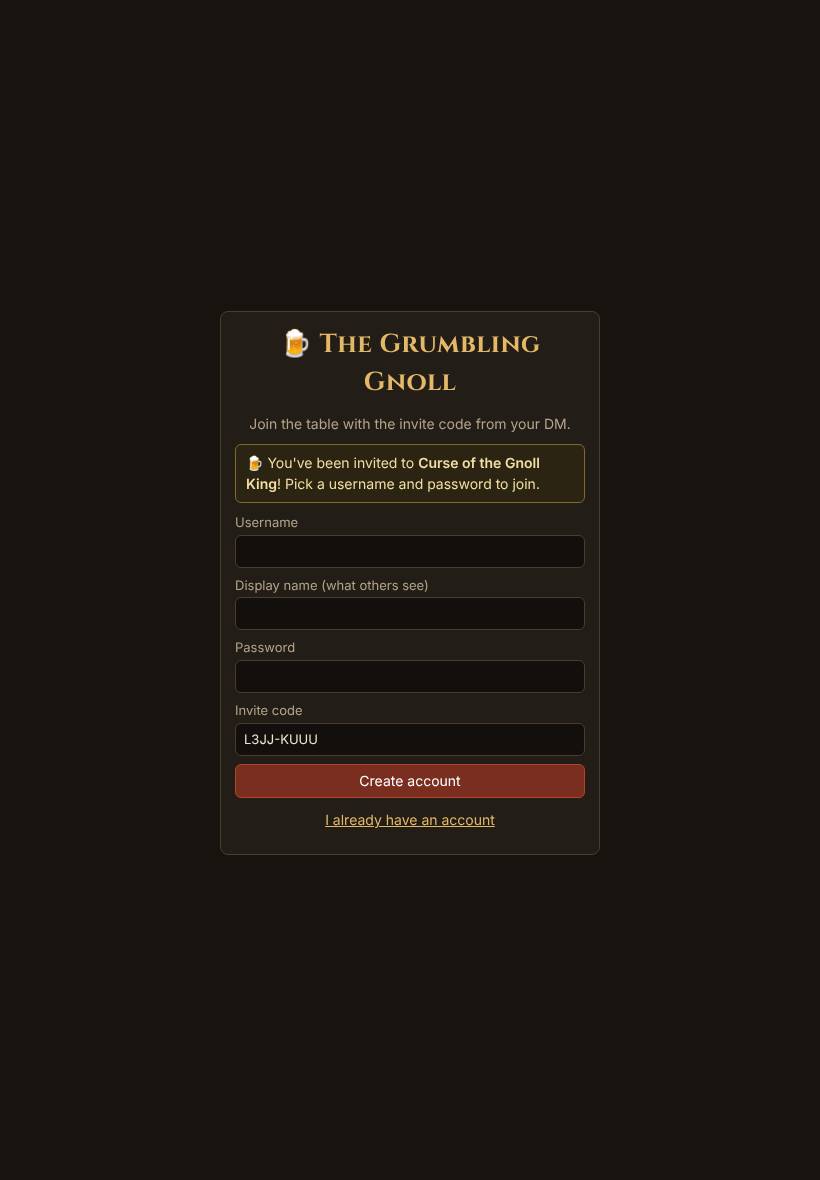 🍺 The Grumbling
Gnoll
Join the table with the invite code from your DM.
🍺 You've been invited to Curse of the Gnoll
King! Pick a username and password to join.
Username
Display name (what others see)
Password
Invite code
L3JJ-KUUU
Create account
I already have an account